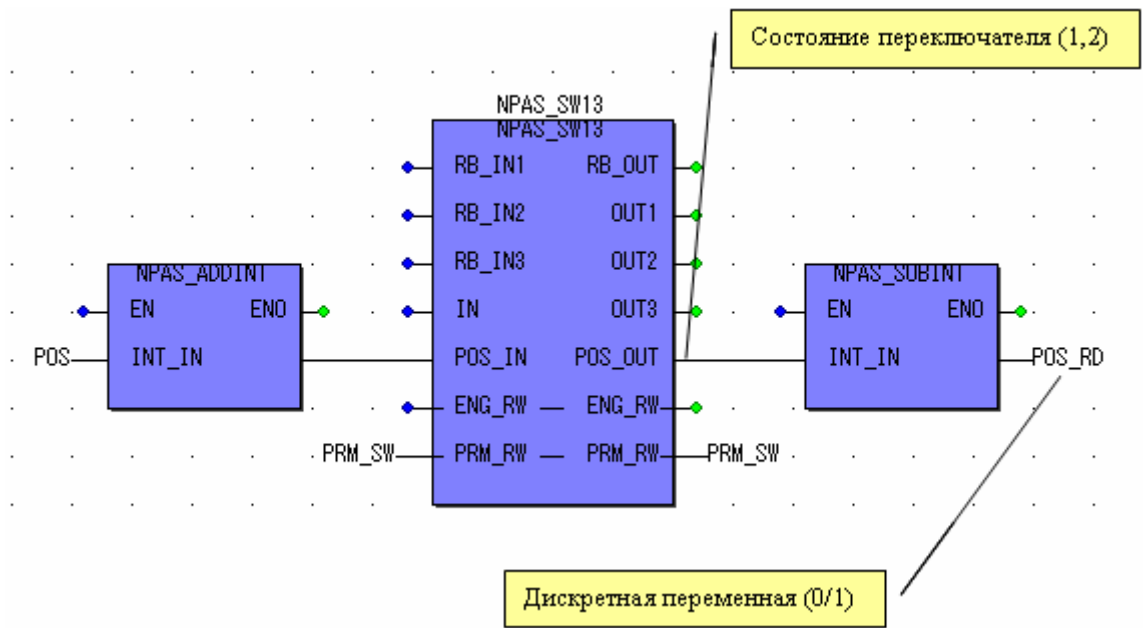 Состояние переключателя (1,2)
NPAS_SW13
NPAS_SW13
RB_IN1 RB_OUT
RB_IN2 OUT1
RB_IN3 OUT2
NPAS_ADDINT
NPAS_SUBINT
EN ENO
IN OUT3
EN ENO
POS INT_IN
POS_IN POS_OUT
INT_IN POS_RD
ENG_RW — ENG_RW
PRM_SW PRM_RW — PRM_RW PRM_SW
Дискретная переменная (0/1)